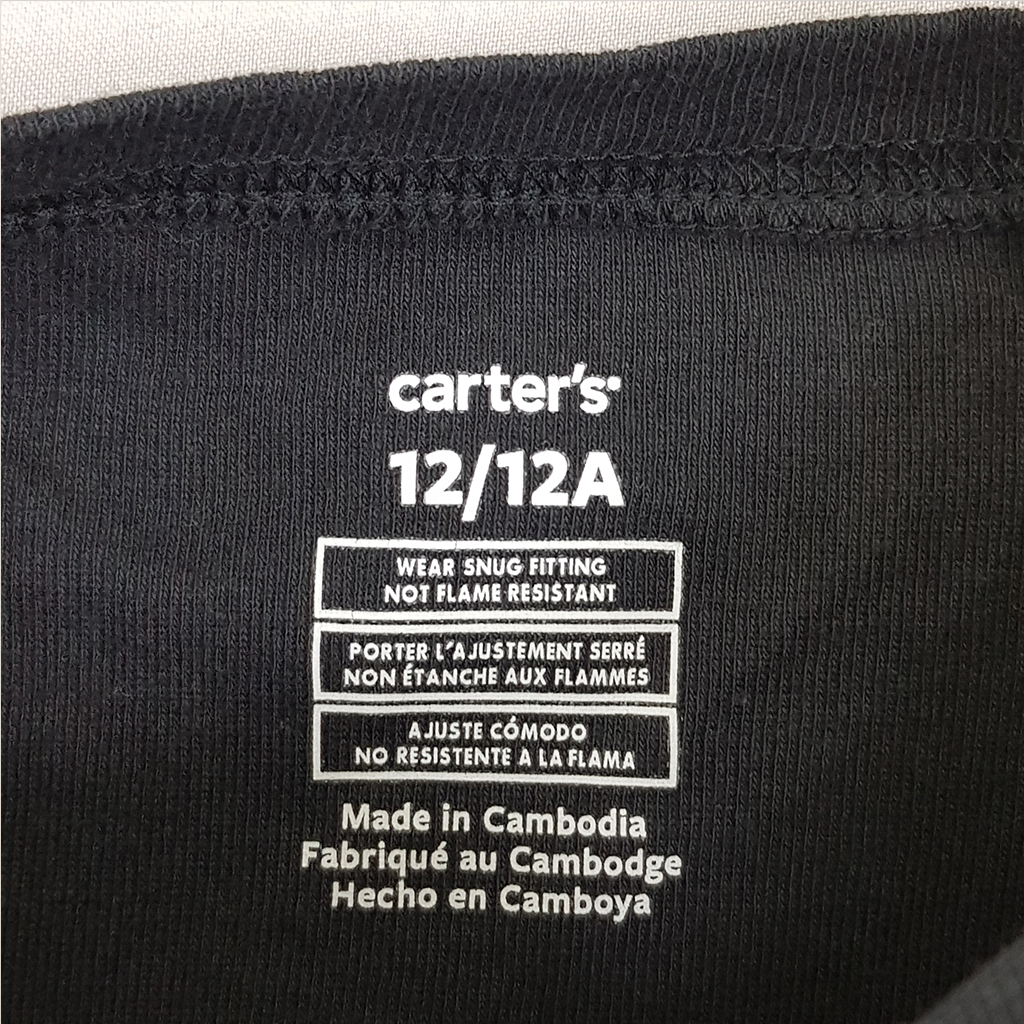 carter's
12/12A
WEAR SNUG FITTING
NOT FLAME RESISTANT
PORTER L'AJUSTEMENT SERRÉ
NON ÉTANCHE AUX FLAMMES
AJUSTE CÓMODO
NO RESISTENTE A LA FLAMA
Made in Cambodia
Fabriqué au Cambodge
Hecho en Camboya